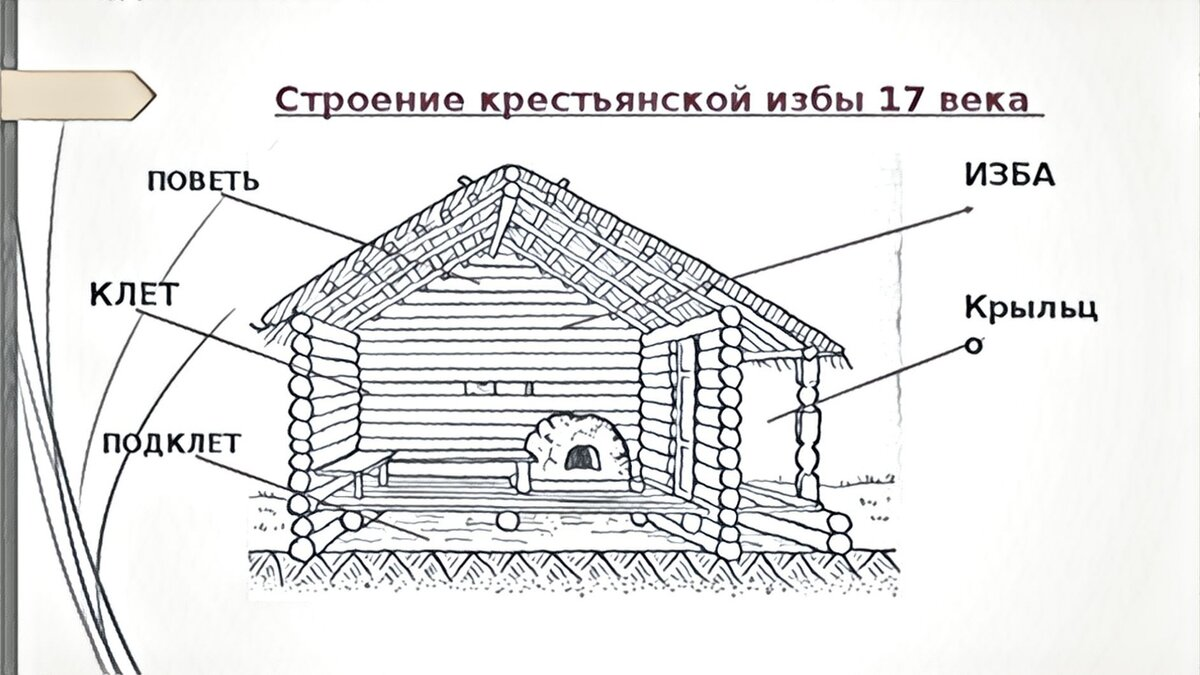 Строение крестьянской избы 17 века
ПОВЕТЬ
ИЗБА
КЛЕТ
Крыльц
о
ПОДКЛЕТ